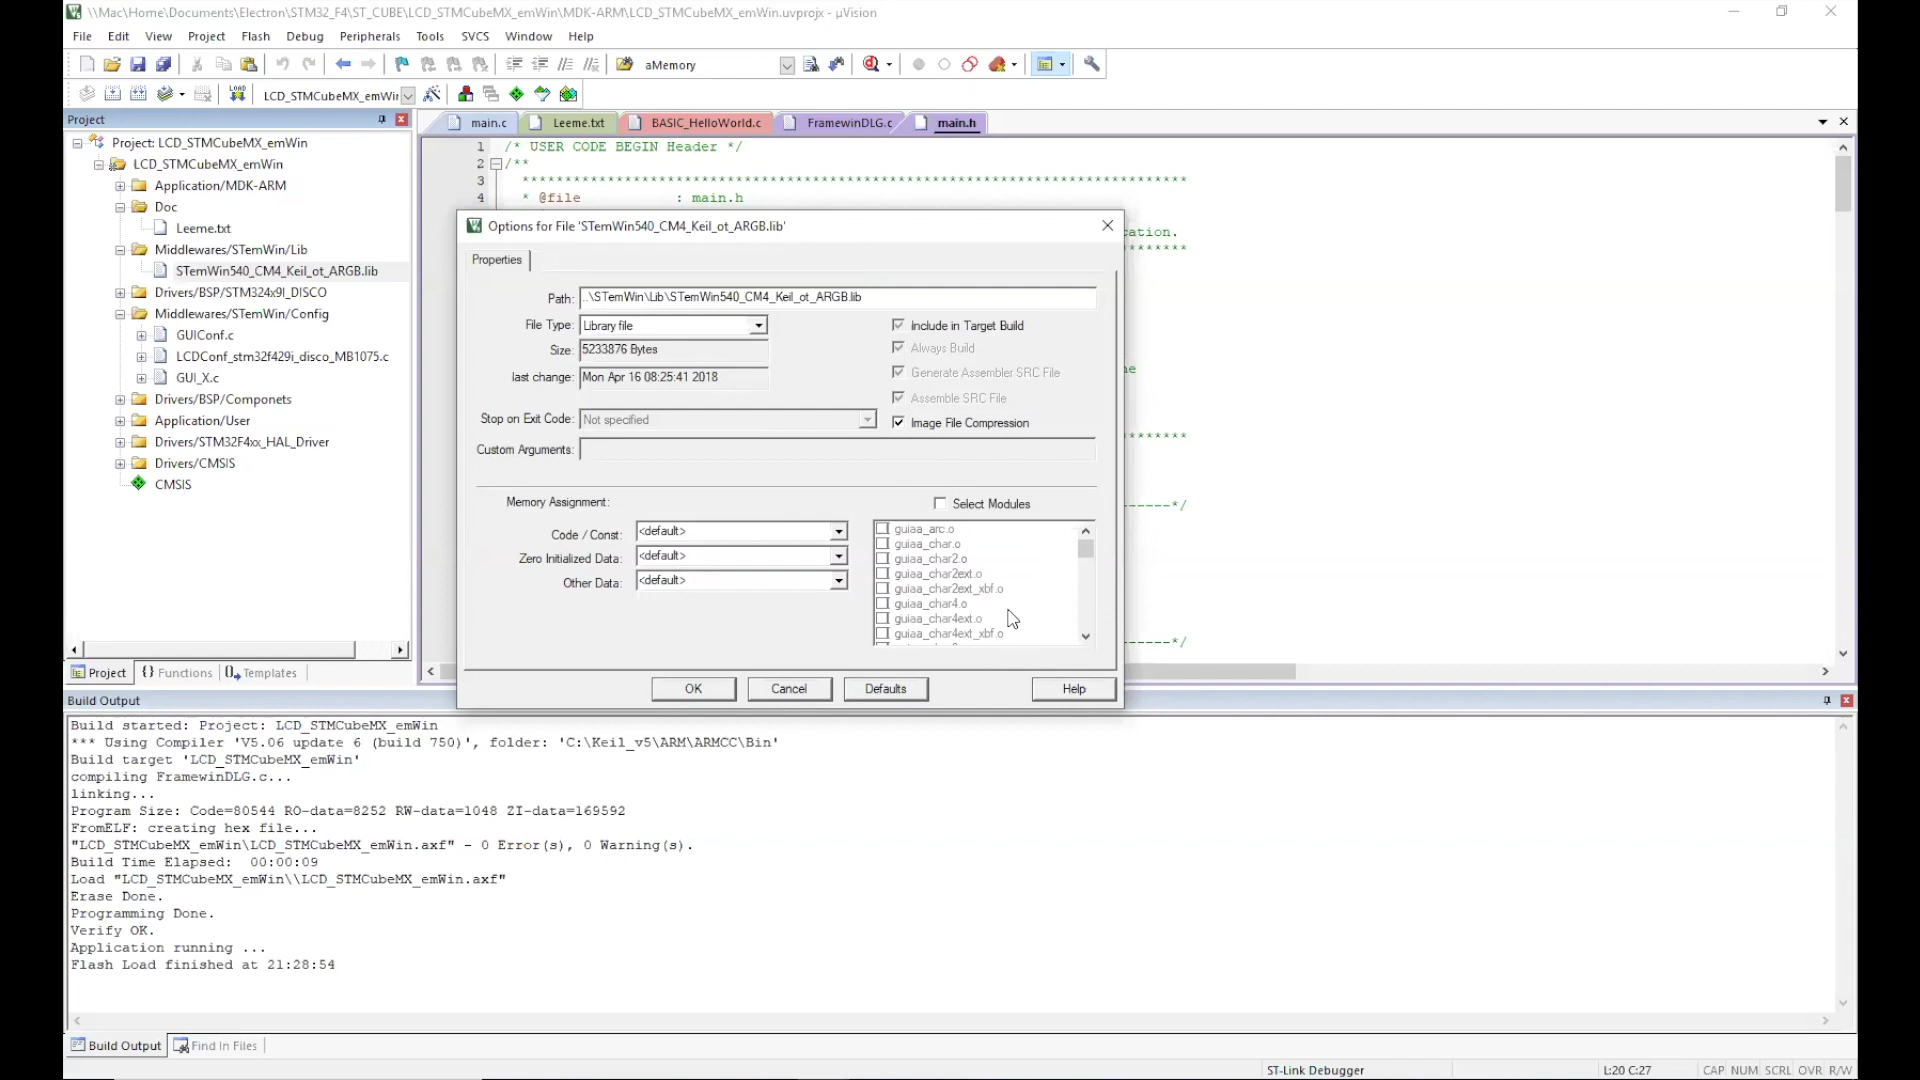 \\Mac\Home\Documents\Electron\STM32_F4\ST_CUBE\LCD_STMCubeMX_emWin\MDK-ARM\LCD_STMCubeMX_emWin.uvprojx - µVision
File Edit View Project Flash Debug Peripherals Tools SVCS Window Help
aMemory
LOAD LCD_STMCubeMX_emWin
Project
main.c Leeme.txt BASIC_HelloWorld.c FramewinDLG.c main.h
Project: LCD_STMCubeMX_emWin
LCD_STMCubeMX_emWin
Application/MDK-ARM
Doc
Leeme.txt
Middlewares/STemWin/Lib
STemWin540_CM4_Keil_ot_ARGB.lib
Drivers/BSP/STM324x9I_DISCO
Middlewares/STemWin/Config
GUIConf.c
LCDConf_stm32f429i_disco_MB1075.c
GUI_X.c
Drivers/BSP/Componets
Application/User
Drivers/STM32F4xx_HAL_Driver
Drivers/CMSIS
CMSIS
Project {} Functions Templates
1 /* USER CODE BEGIN Header */
2 /**
3 ******************************************************************************
4 * @file : main.h
cation.
*******
ne
*******
-----*/
-----*/
Options for File 'STemWin540_CM4_Keil_ot_ARGB.lib'
Properties
Path: ..\STemWin\Lib\STemWin540_CM4_Keil_ot_ARGB.lib
File Type: Library file
Size: 5233876 Bytes
last change: Mon Apr 16 08:25:41 2018
Stop on Exit Code: Not specified
Custom Arguments:
Include in Target Build
Always Build
Generate Assembler SRC File
Assemble SRC File
Image File Compression
Memory Assignment:
Code / Const: <default>
Zero Initialized Data: <default>
Other Data: <default>
Select Modules
guiaa_arc.o
guiaa_char.o
guiaa_char2.o
guiaa_char2ext.o
guiaa_char2ext_xbf.o
guiaa_char4.o
guiaa_char4ext.o
guiaa_char4ext_xbf.o
OK Cancel Defaults Help
Build Output
Build started: Project: LCD_STMCubeMX_emWin
*** Using Compiler 'V5.06 update 6 (build 750)', folder: 'C:\Keil_v5\ARM\ARMCC\Bin'
Build target 'LCD_STMCubeMX_emWin'
compiling FramewinDLG.c...
linking...
Program Size: Code=80544 RO-data=8252 RW-data=1048 ZI-data=169592
FromELF: creating hex file...
"LCD_STMCubeMX_emWin\LCD_STMCubeMX_emWin.axf" - 0 Error(s), 0 Warning(s).
Build Time Elapsed:  00:00:09
Load "LCD_STMCubeMX_emWin\\LCD_STMCubeMX_emWin.axf"
Erase Done.
Programming Done.
Verify OK.
Application running ...
Flash Load finished at 21:28:54
Build Output Find In Files
ST-Link Debugger L:20 C:27 CAP NUM SCRL OVR R/W